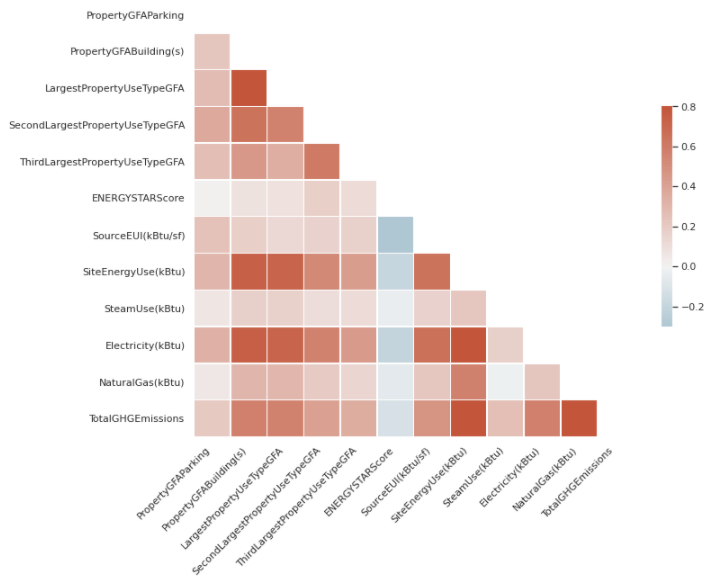 PropertyGFAParking
PropertyGFABuilding(s)
LargestPropertyUseTypeGFA
SecondLargestPropertyUseTypeGFA
ThirdLargestPropertyUseTypeGFA
ENERGYSTARScore
SourceEUI(kBtu/sf)
SiteEnergyUse(kBtu)
SteamUse(kBtu)
Electricity(kBtu)
NaturalGas(kBtu)
TotalGHGEmissions
PropertyGFAParking
PropertyGFABuilding(s)
LargestPropertyUseTypeGFA
SecondLargestPropertyUseTypeGFA
ThirdLargestPropertyUseTypeGFA
ENERGYSTARScore
SourceEUI(kBtu/sf)
SiteEnergyUse(kBtu)
SteamUse(kBtu)
Electricity(kBtu)
NaturalGas(kBtu)
TotalGHGEmissions
0.8
0.6
0.4
0.2
0.0
−0.2